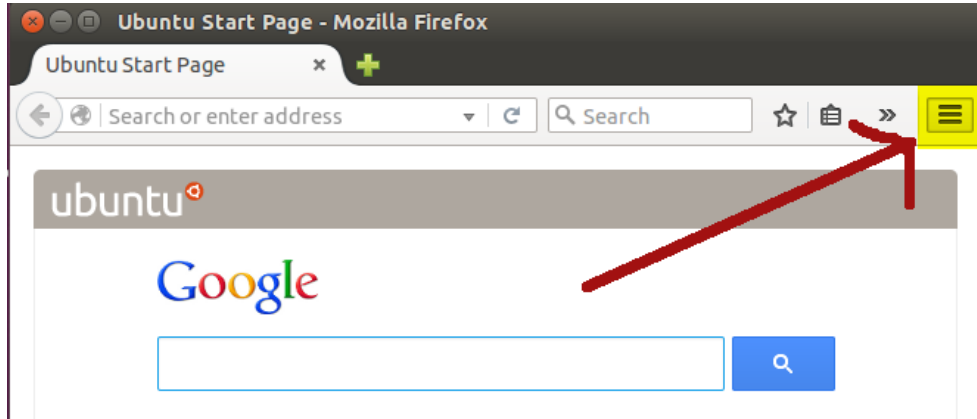 Ubuntu Start Page - Mozilla Firefox
Ubuntu Start Page
Search or enter address
Search
ubuntu
Google